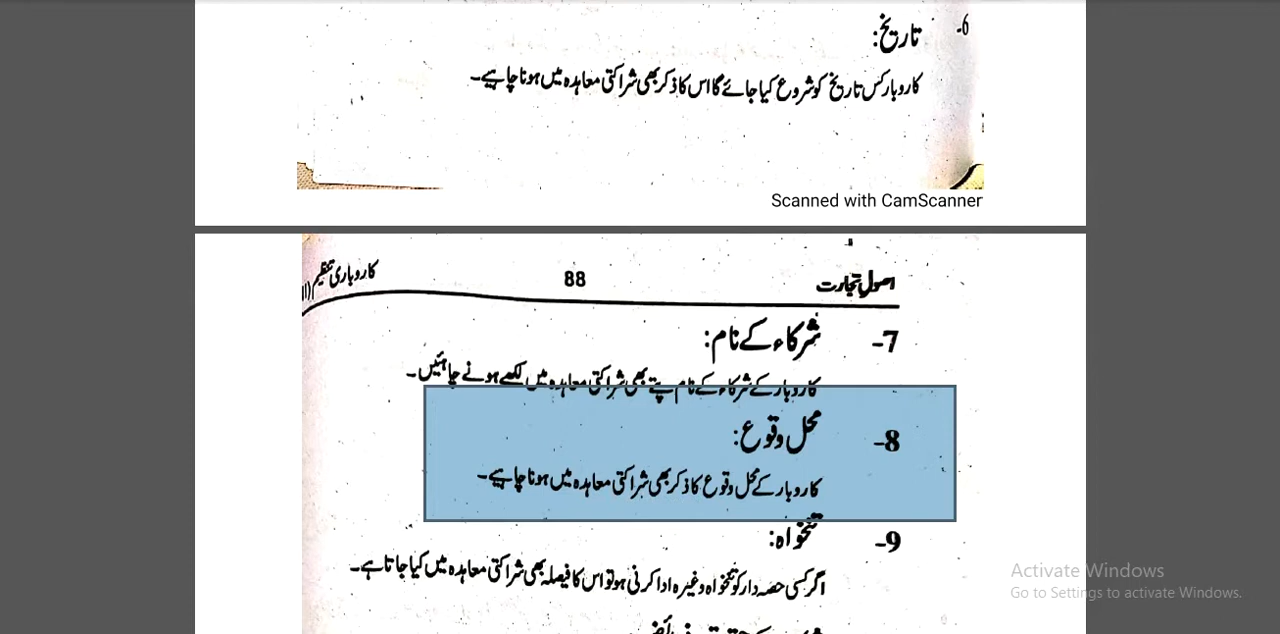 6- تاریخ:
کاروبار کس تاریخ کو شروع کیا جائے گا اس کا ذکر بھی شراکتی معاہدہ میں ہونا چاہیے۔
Scanned with CamScanner
اصول تجارت 88 کاروباری تنظیم
7- شرکاء کے نام:
کاروبار کے شرکاء کے نام پتے بھی شراکتی معاہدہ میں لکھے ہونے چاہئیں۔
8- محل وقوع:
کاروبار کے محل وقوع کا ذکر بھی شراکتی معاہدہ میں ہونا چاہیے۔
9- تنخواہ:
اگر کسی حصہ دار کو تنخواہ وغیرہ ادا کرنی ہو تو اس کا فیصلہ بھی شراکتی معاہدہ میں کیا جاتا ہے۔
Activate Windows
Go to Settings to activate Windows.